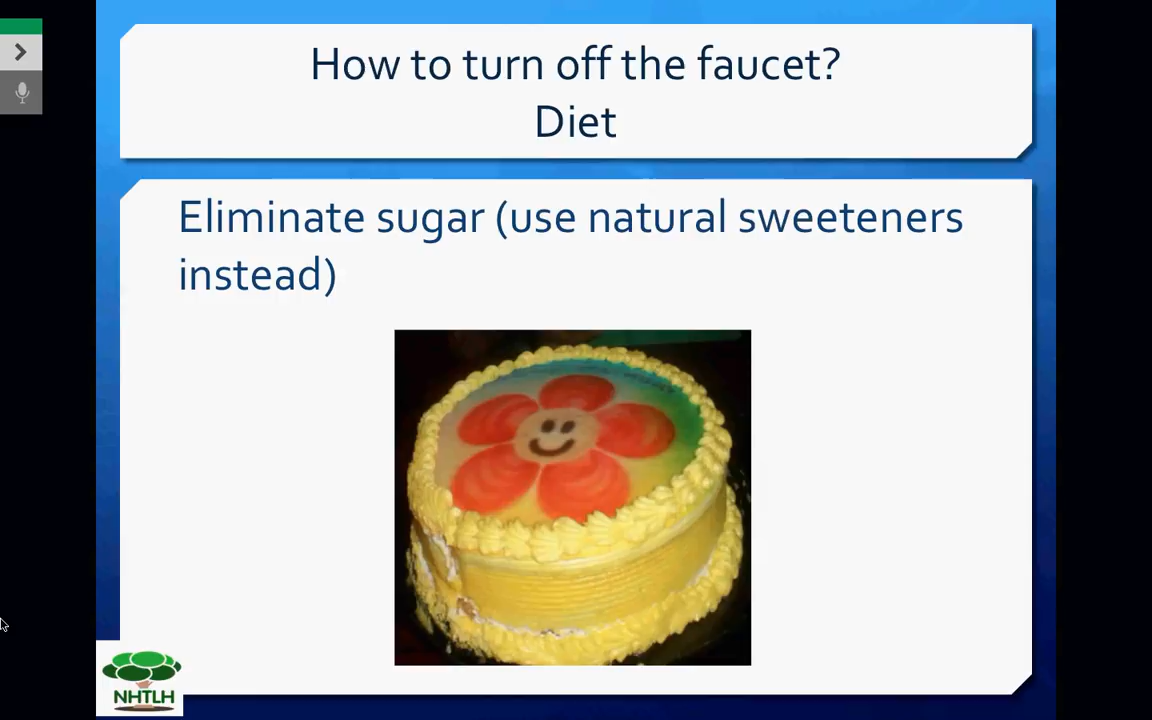 How to turn off the faucet?
Diet
Eliminate sugar (use natural sweeteners
instead)
NHTLH